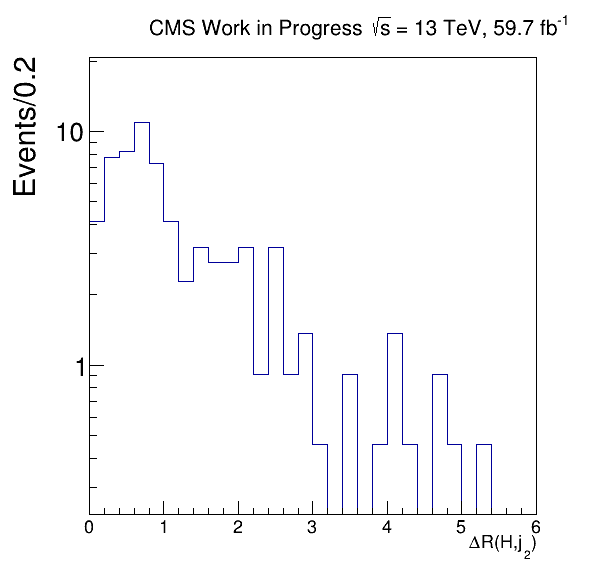 CMS Work in Progress √s = 13 TeV, 59.7 fb⁻¹
Events/0.2
10
1
0 1 2 3 4 5 6
ΔR(H,j₂)